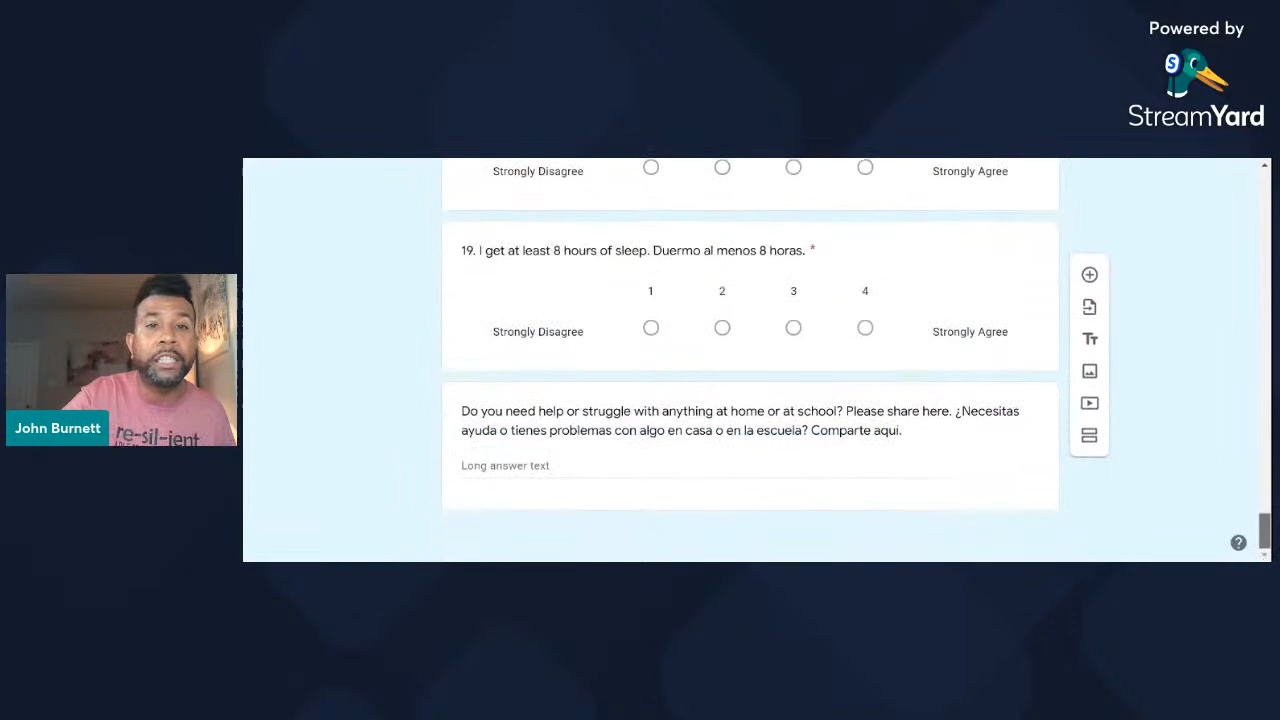 Powered by
S
StreamYard
Strongly Disagree
Strongly Agree
19. I get at least 8 hours of sleep. Duermo al menos 8 horas. *
1 2 3 4
Strongly Disagree
Strongly Agree
Do you need help or struggle with anything at home or at school? Please share here. ¿Necesitas
ayuda o tienes problemas con algo en casa o en la escuela? Comparte aquí.
Long answer text
Tт
?
John Burnett
re-sil-ient